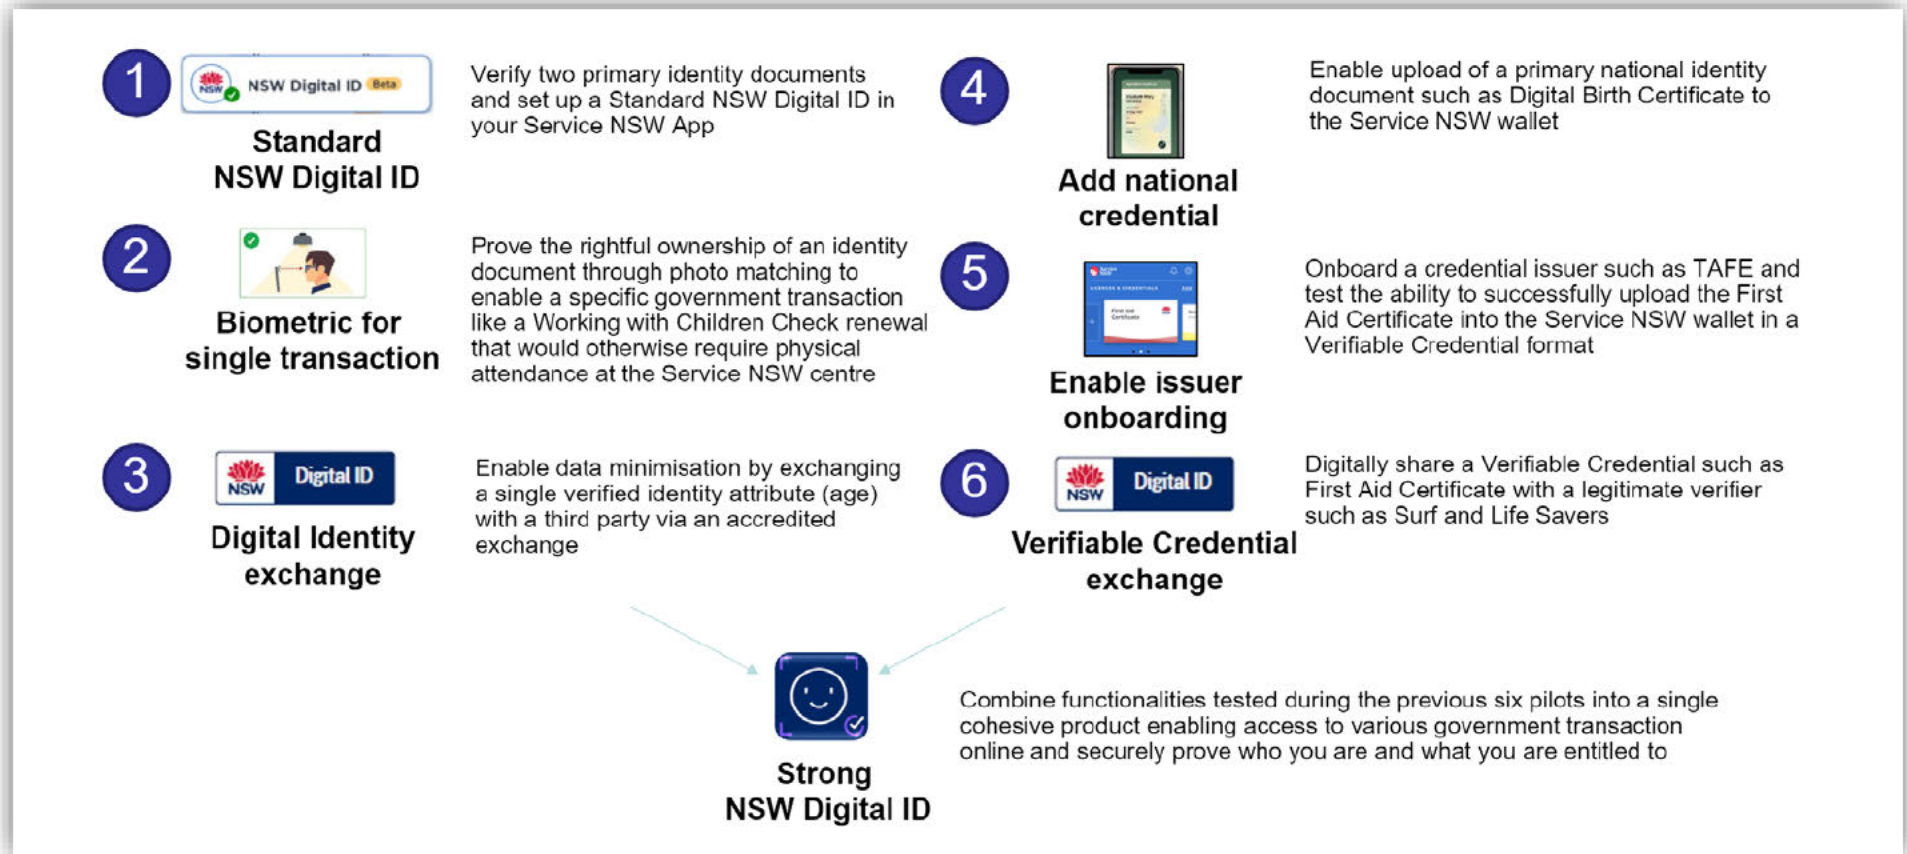 1
NSW
NSW Digital ID Beta
Standard
NSW Digital ID
Verify two primary identity documents
and set up a Standard NSW Digital ID in
your Service NSW App
2
Biometric for
single transaction
Prove the rightful ownership of an identity
document through photo matching to
enable a specific government transaction
like a Working with Children Check renewal
that would otherwise require physical
attendance at the Service NSW centre
3
NSW
Digital ID
Digital Identity
exchange
Enable data minimisation by exchanging
a single verified identity attribute (age)
with a third party via an accredited
exchange
4
Add national
credential
Enable upload of a primary national identity
document such as Digital Birth Certificate to
the Service NSW wallet
5
Service
NSW
LICENCES & CREDENTIALS
First Aid
Certificate
Enable issuer
onboarding
Onboard a credential issuer such as TAFE and
test the ability to successfully upload the First
Aid Certificate into the Service NSW wallet in a
Verifiable Credential format
6
NSW
Digital ID
Verifiable Credential
exchange
Digitally share a Verifiable Credential such as
First Aid Certificate with a legitimate verifier
such as Surf and Life Savers
Strong
NSW Digital ID
Combine functionalities tested during the previous six pilots into a single
cohesive product enabling access to various government transaction
online and securely prove who you are and what you are entitled to